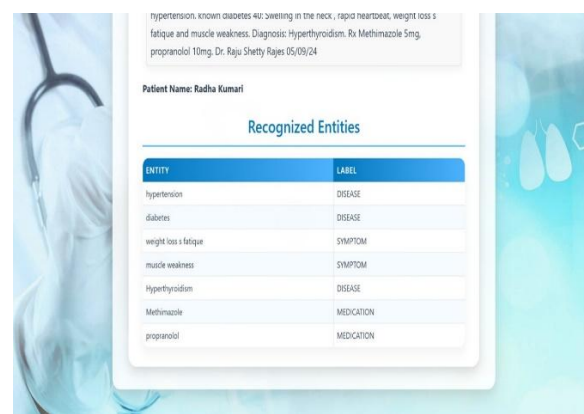 hypertension. known diabetes 40: Swelling in the neck , rapid heartbeat, weight loss s
fatique and muscle weakness. Diagnosis: Hyperthyroidism. Rx Methimazole 5mg,
propranolol 10mg. Dr. Raju Shetty Rajes 05/09/24
Patient Name: Radha Kumari
Recognized Entities
ENTITY LABEL
hypertension DISEASE
diabetes DISEASE
weight loss s fatique SYMPTOM
muscle weakness SYMPTOM
Hyperthyroidism DISEASE
Methimazole MEDICATION
propranolol MEDICATION